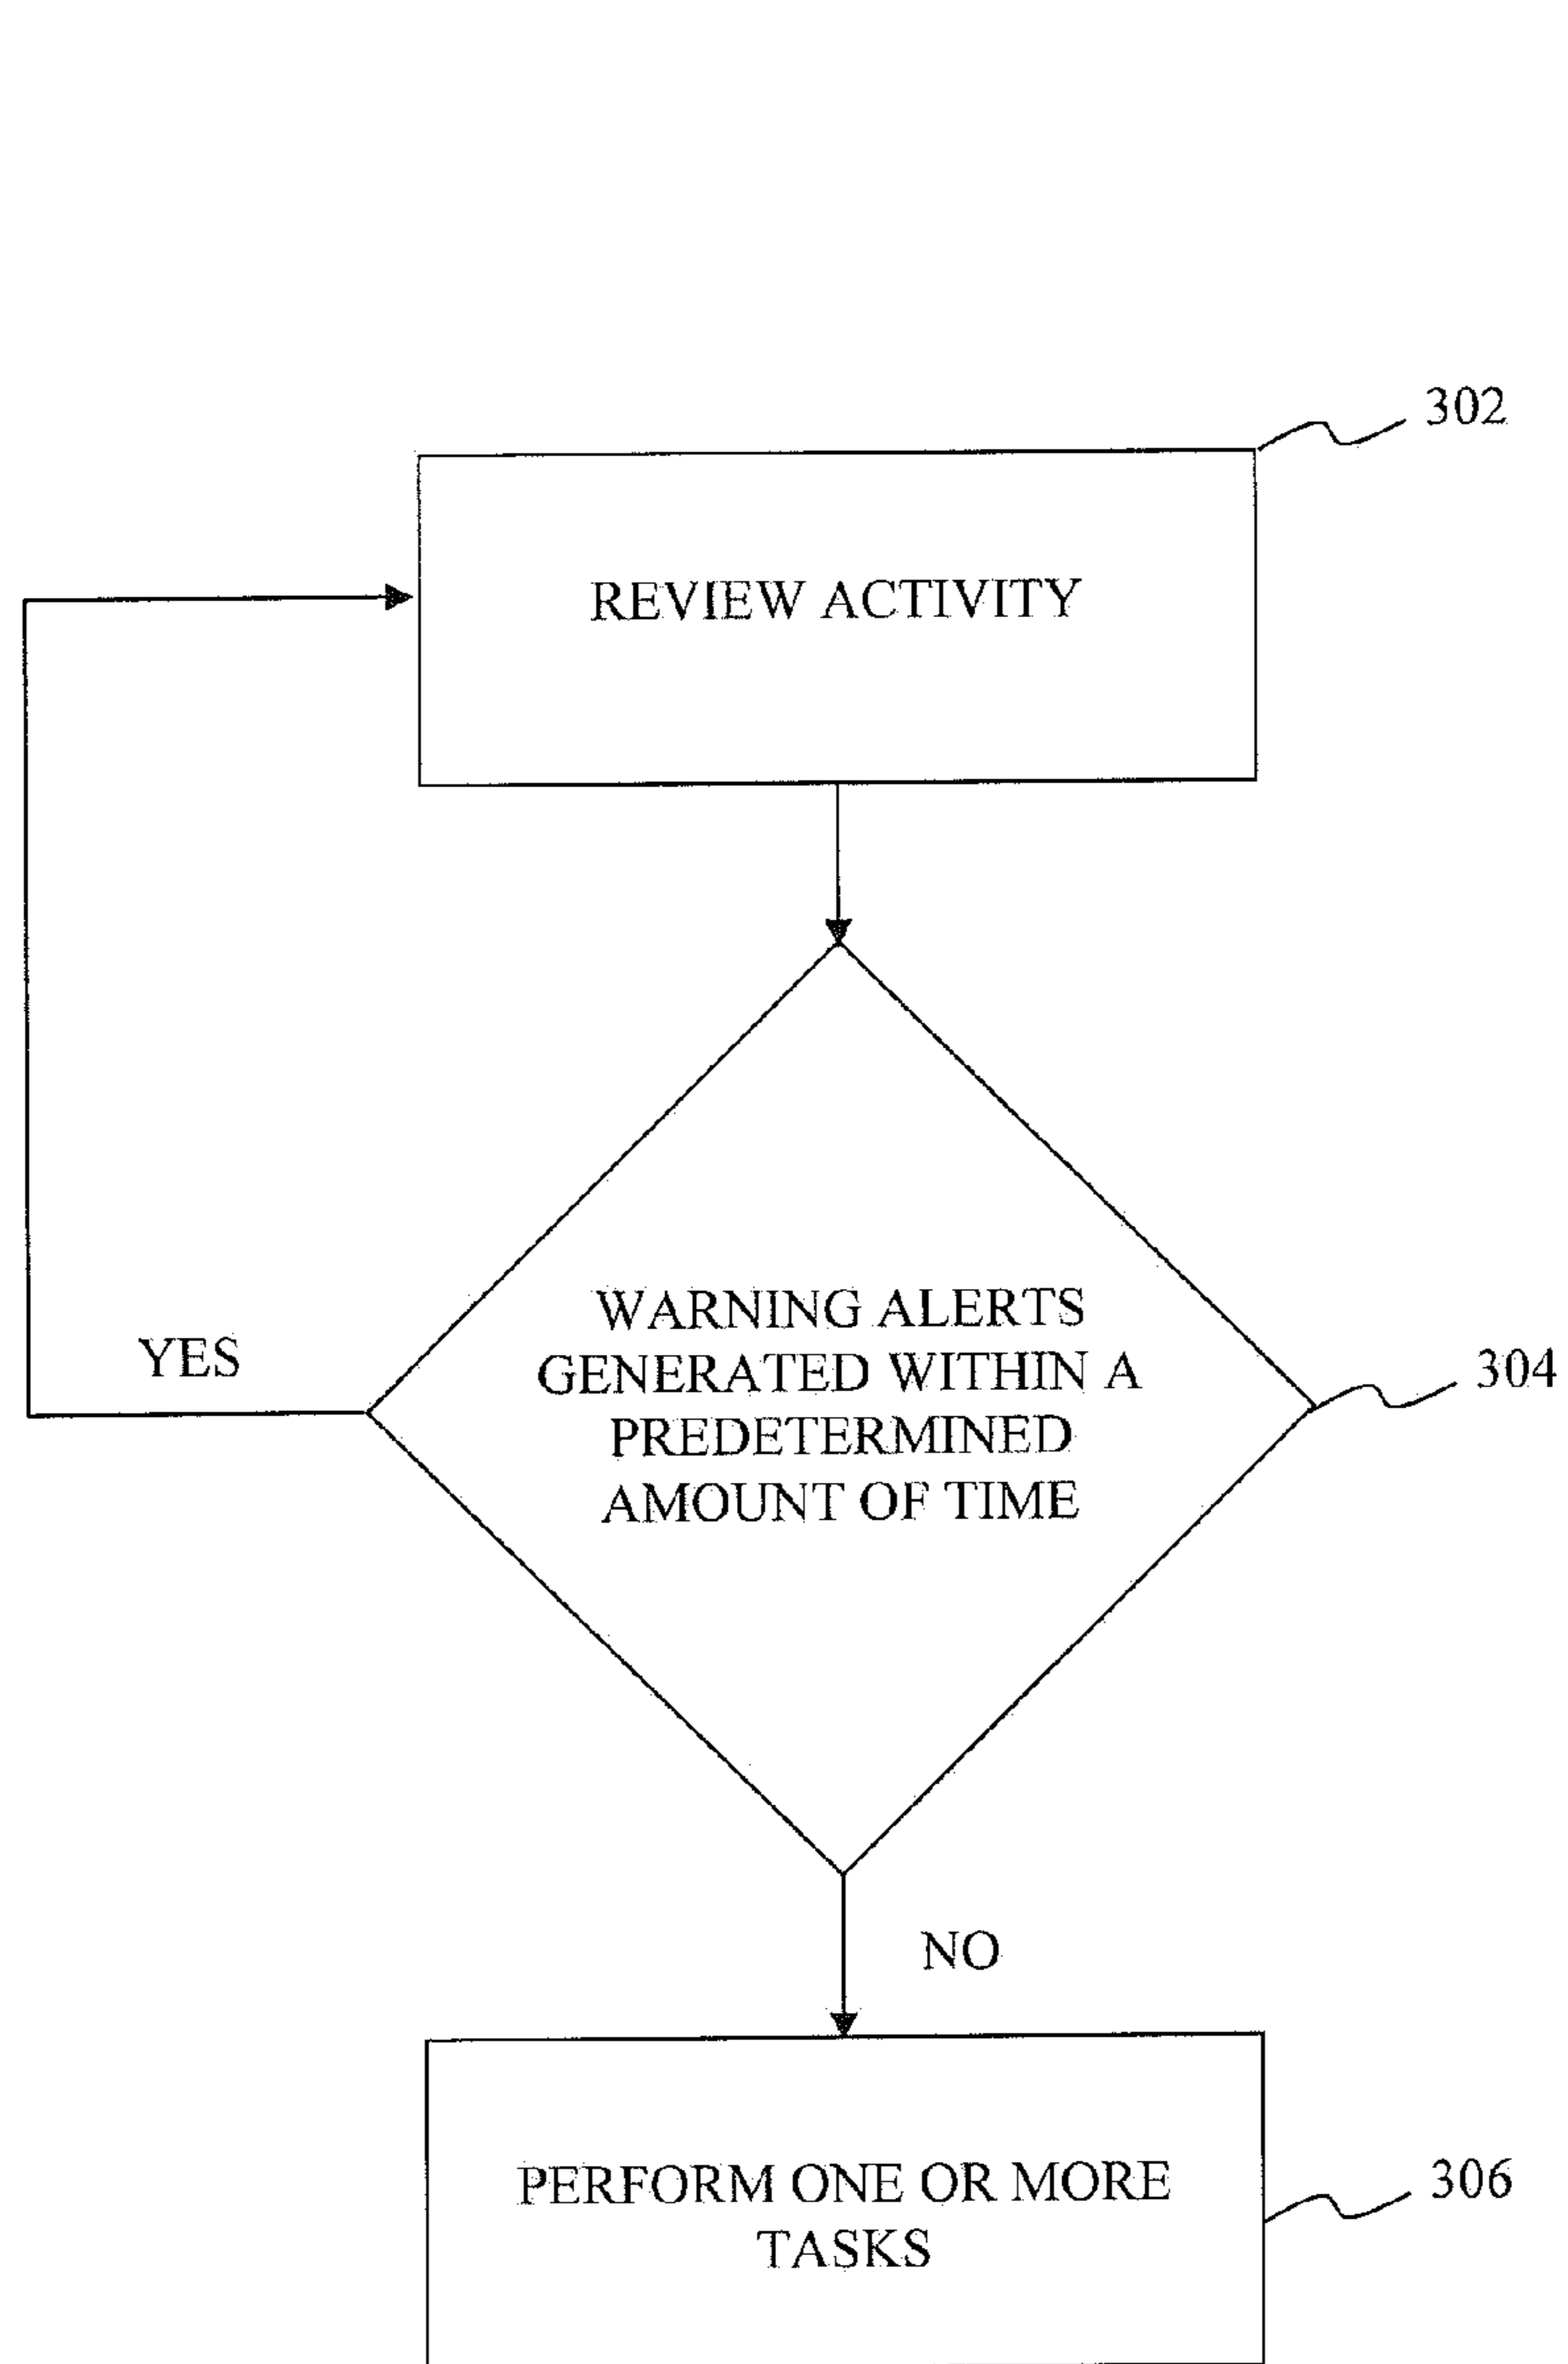 302
REVIEW ACTIVITY
WARNING ALERTS
GENERATED WITHIN A
PREDETERMINED
AMOUNT OF TIME
YES
304
NO
PERFORM ONE OR MORE
TASKS
306